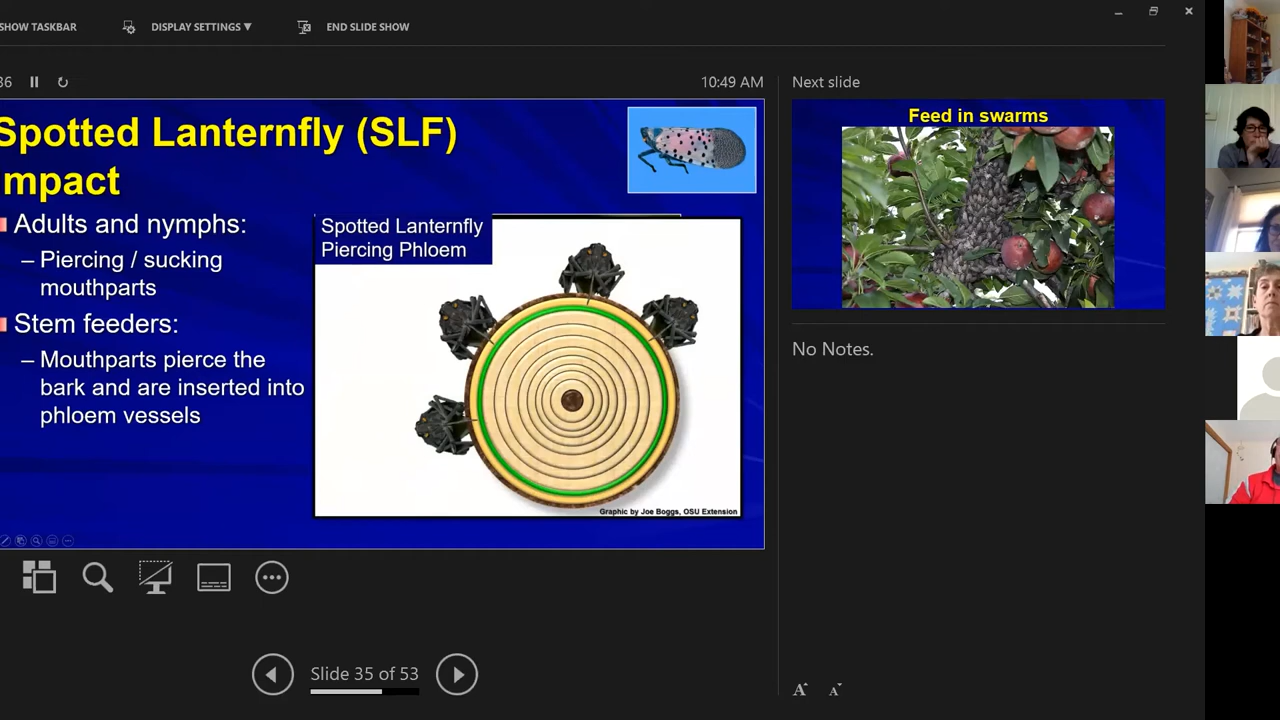 SHOW TASKBAR
DISPLAY SETTINGS ▼
END SLIDE SHOW
36
10:49 AM
Next slide
Spotted Lanternfly (SLF)
Impact
Adults and nymphs:
– Piercing / sucking
mouthparts
Stem feeders:
– Mouthparts pierce the
bark and are inserted into
phloem vessels
Spotted Lanternfly
Piercing Phloem
Graphic by Joe Boggs, OSU Extension
Feed in swarms
No Notes.
Slide 35 of 53
A A